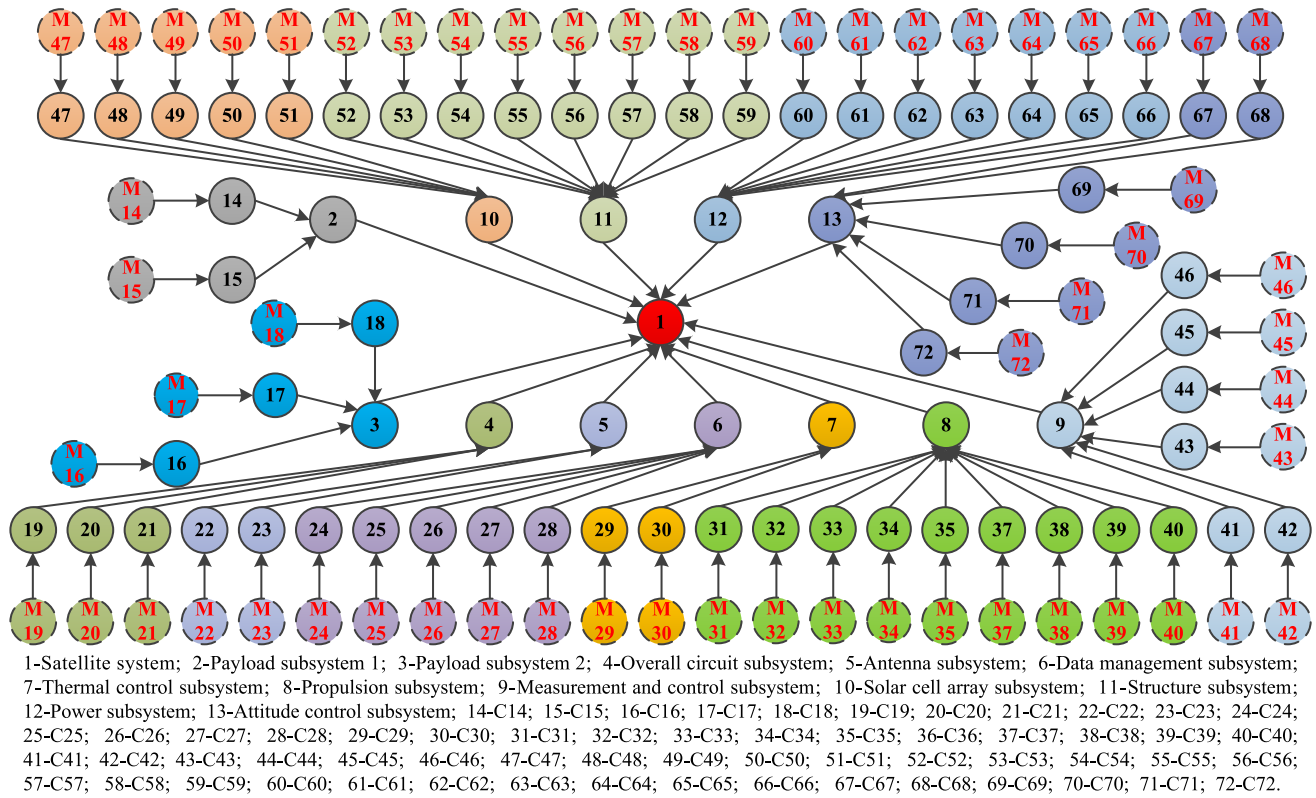 M M M M M M M M M M M M M M M M M M M M M M
47 48 49 50 51 52 53 54 55 56 57 58 59 60 61 62 63 64 65 66 67 68
47 48 49 50 51 52 53 54 55 56 57 58 59 60 61 62 63 64 65 66 67 68
M
14
14
2
10
11
12
13
69
M
69
M
15
15
70
M
70
46
M
46
M
18
18
1
71
M
71
45
M
45
72
M
72
M
17
17
44
M
44
3
4
5
6
7
8
9
43
M
43
M
16
16
19 20 21 22 23 24 25 26 27 28 29 30 31 32 33 34 35 37 38 39 40 41 42
M M M M M M M M M M M M M M M M M M M M M M M
19 20 21 22 23 24 25 26 27 28 29 30 31 32 33 34 35 37 38 39 40 41 42
1-Satellite system; 2-Payload subsystem 1; 3-Payload subsystem 2; 4-Overall circuit subsystem; 5-Antenna subsystem; 6-Data management subsystem;
7-Thermal control subsystem; 8-Propulsion subsystem; 9-Measurement and control subsystem; 10-Solar cell array subsystem; 11-Structure subsystem;
12-Power subsystem; 13-Attitude control subsystem; 14-C14; 15-C15; 16-C16; 17-C17; 18-C18; 19-C19; 20-C20; 21-C21; 22-C22; 23-C23; 24-C24;
25-C25; 26-C26; 27-C27; 28-C28; 29-C29; 30-C30; 31-C31; 32-C32; 33-C33; 34-C34; 35-C35; 36-C36; 37-C37; 38-C38; 39-C39; 40-C40;
41-C41; 42-C42; 43-C43; 44-C44; 45-C45; 46-C46; 47-C47; 48-C48; 49-C49; 50-C50; 51-C51; 52-C52; 53-C53; 54-C54; 55-C55; 56-C56;
57-C57; 58-C58; 59-C59; 60-C60; 61-C61; 62-C62; 63-C63; 64-C64; 65-C65; 66-C66; 67-C67; 68-C68; 69-C69; 70-C70; 71-C71; 72-C72.